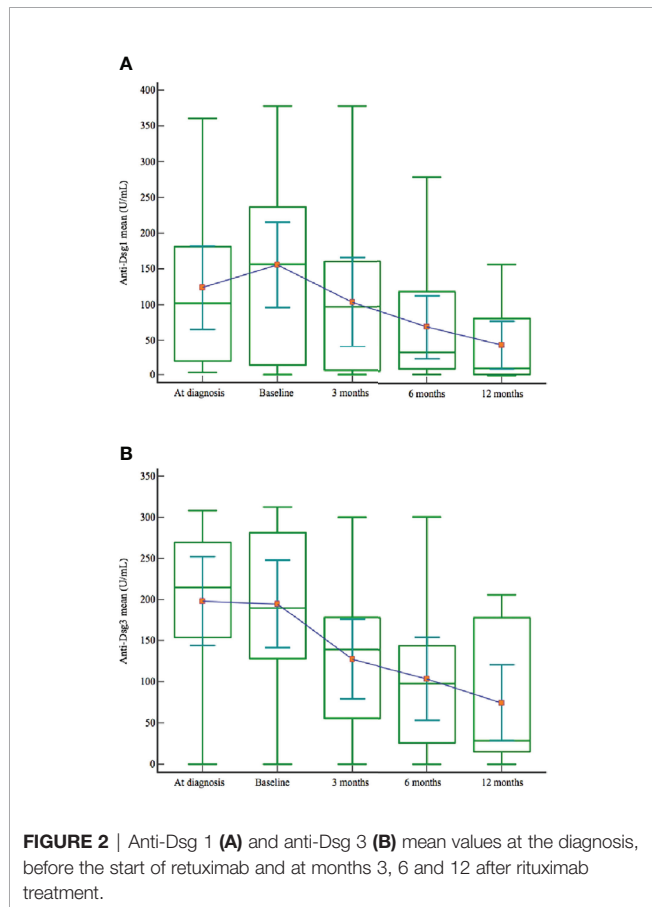 A
400
350
300
250
200
150
100
50
0
Anti-Dsg1 mean (U/mL)
At diagnosis Baseline 3 months 6 months 12 months
B
350
300
250
200
150
100
50
0
Anti-Dsg3 mean (U/mL)
At diagnosis Baseline 3 months 6 months 12 months
FIGURE 2 | Anti-Dsg 1 (A) and anti-Dsg 3 (B) mean values at the diagnosis,
before the start of retuximab and at months 3, 6 and 12 after rituximab
treatment.